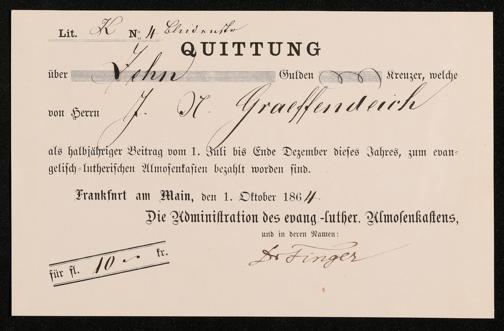 Lit. K No. 4 Bleidenstr
QUITTUNG
über Zehn Gulden Kreuzer, welche
von Herrn J. N. Graeffendeich
als halbjähriger Beitrag vom 1. Juli bis Ende Dezember dieses Jahres, zum evan-
gelisch-lutherischen Almosenkasten bezahlt worden sind.
Frankfurt am Main, den 1. Oktober 1864.
Die Administration des evang.-luther. Almosenkastens,
und in deren Namen:
Dr Finger
für fl. 10 – kr.